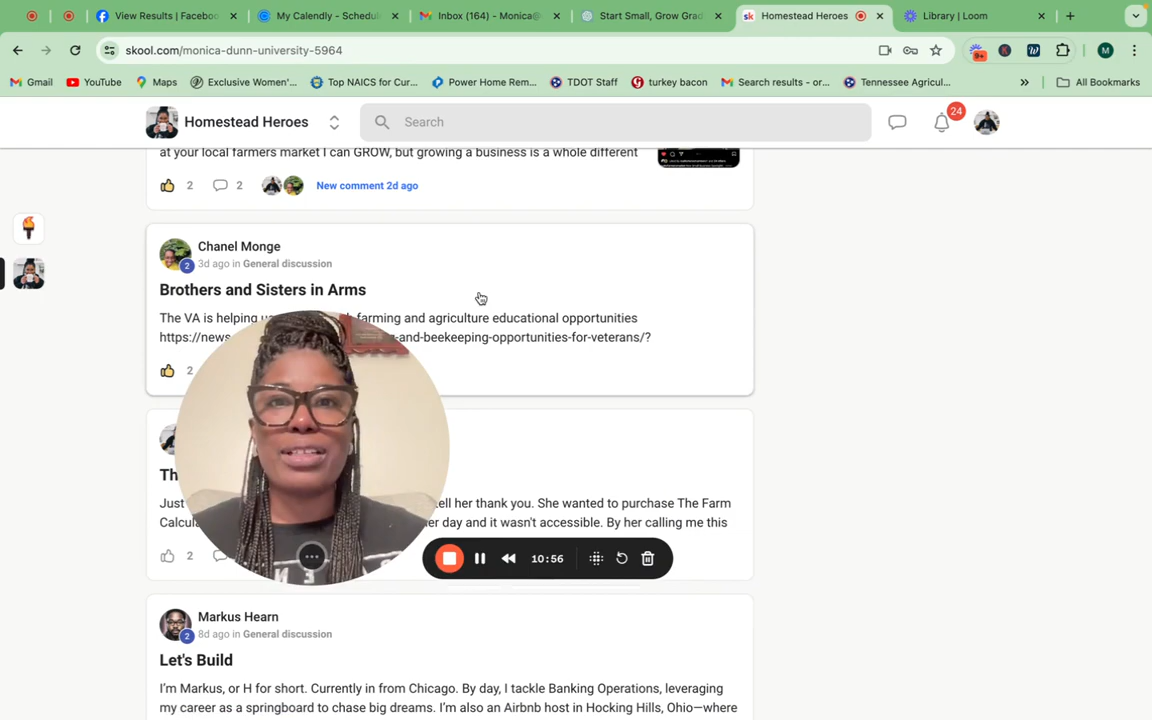 View Results | Faceboo
My Calendly - Schedul
Inbox (164) - Monica@
Start Small, Grow Grad
sk
Homestead Heroes
Library | Loom
skool.com/monica-dunn-university-5964
9+
K
W
M
Gmail
YouTube
Maps
Exclusive Women'...
Top NAICS for Cur...
Power Home Rem...
TDOT Staff
turkey bacon
Search results - or...
Tennessee Agricul...
»
All Bookmarks
Homestead Heroes
Search
24
at your local farmers market I can GROW, but growing a business is a whole different
2
2
New comment 2d ago
Chanel Monge
2
3d ago in General discussion
Brothers and Sisters in Arms
The VA is helping farming and agriculture educational opportunities
https://news -and-beekeeping-opportunities-for-veterans/?
2
Th
Just tell her thank you. She wanted to purchase The Farm
Calcula er day and it wasn't accessible. By her calling me this
2
10:56
Markus Hearn
2
8d ago in General discussion
Let's Build
I'm Markus, or H for short. Currently in from Chicago. By day, I tackle Banking Operations, leveraging
my career as a springboard to chase big dreams. I'm also an Airbnb host in Hocking Hills, Ohio—where